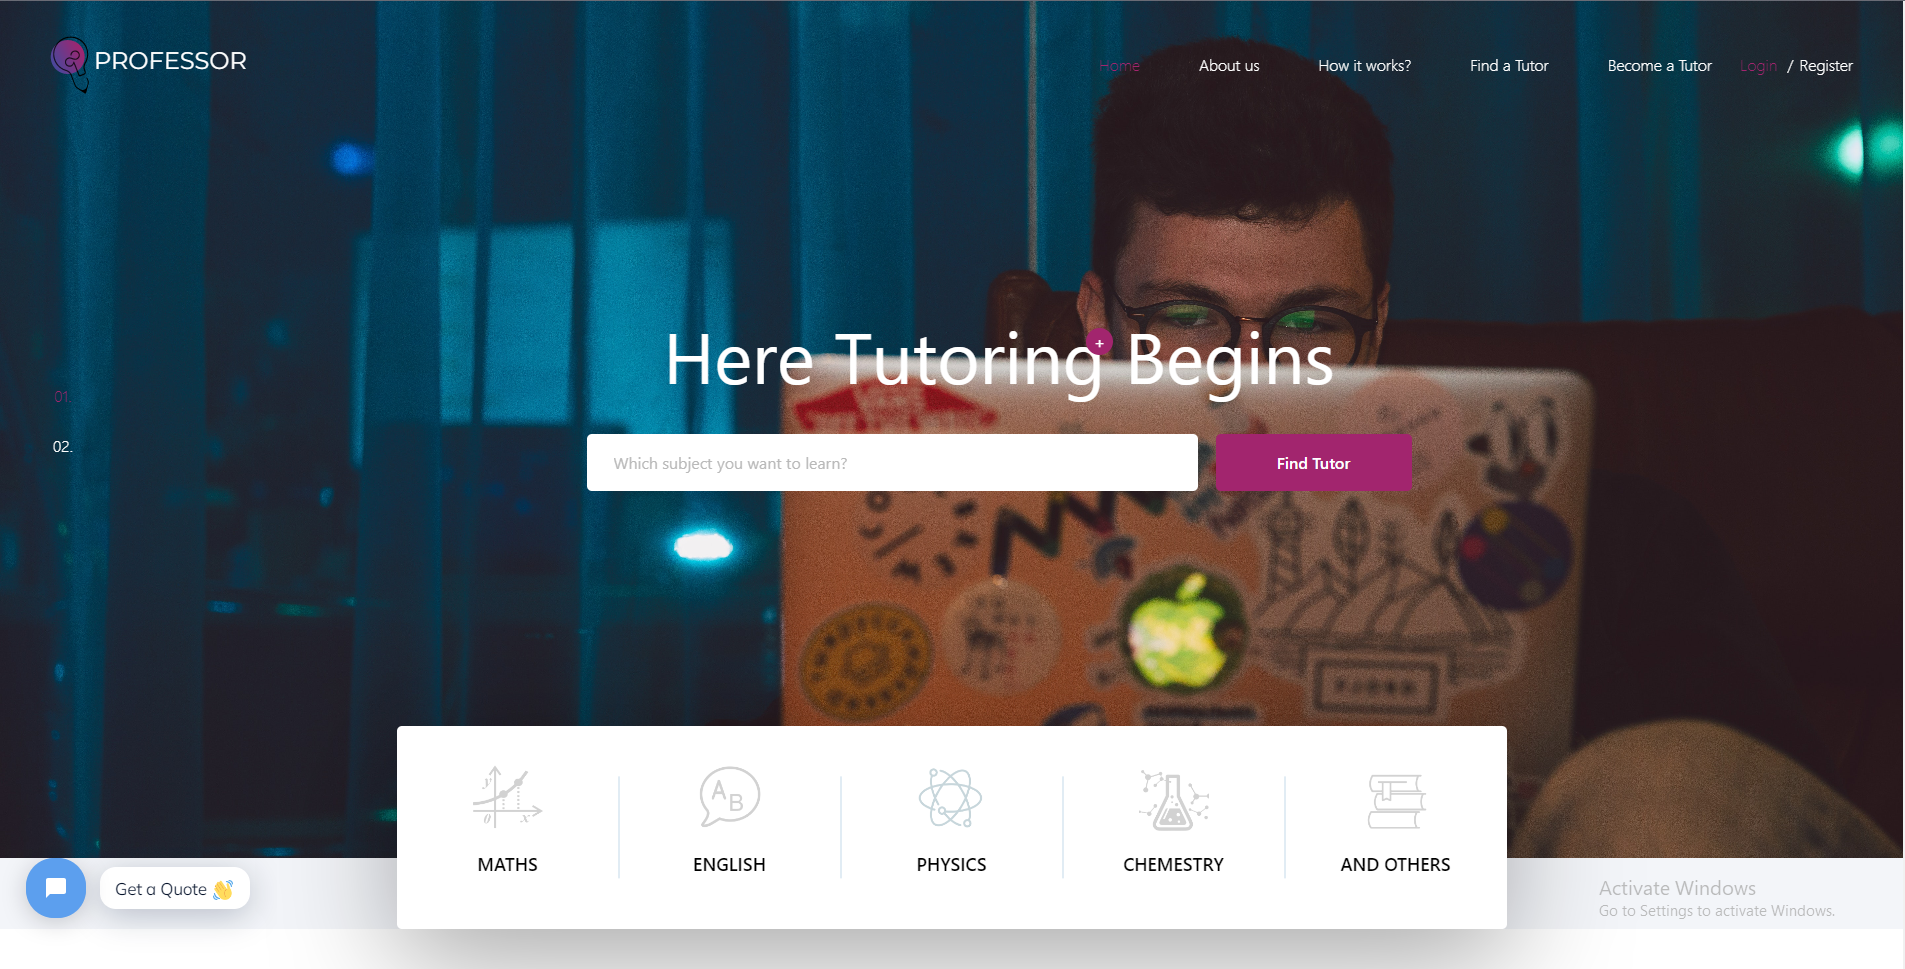 PROFESSOR
Home About us How it works? Find a Tutor Become a Tutor Login / Register
Here Tutoring Begins
+
01.
02.
Which subject you want to learn? Find Tutor
y
0 x
A B
MATHS ENGLISH PHYSICS CHEMESTRY AND OTHERS
Get a Quote 👋
Activate Windows
Go to Settings to activate Windows.